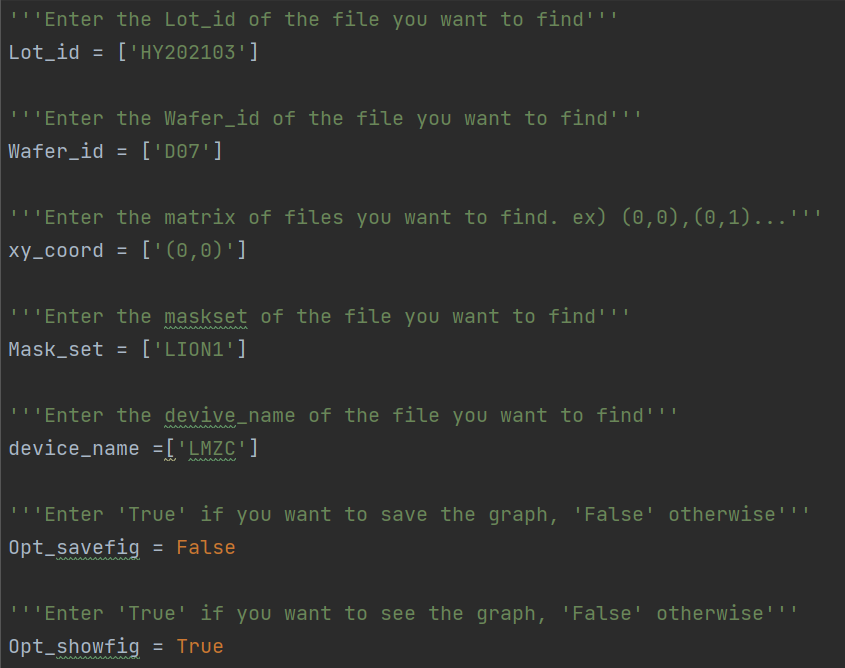 '''Enter the Lot_id of the file you want to find'''
Lot_id = ['HY202103']
'''Enter the Wafer_id of the file you want to find'''
Wafer_id = ['D07']
'''Enter the matrix of files you want to find. ex) (0,0),(0,1)...'''
xy_coord = ['(0,0)']
'''Enter the maskset of the file you want to find'''
Mask_set = ['LION1']
'''Enter the devive_name of the file you want to find'''
device_name =['LMZC']
'''Enter 'True' if you want to save the graph, 'False' otherwise'''
Opt_savefig = False
'''Enter 'True' if you want to see the graph, 'False' otherwise'''
Opt_showfig = True